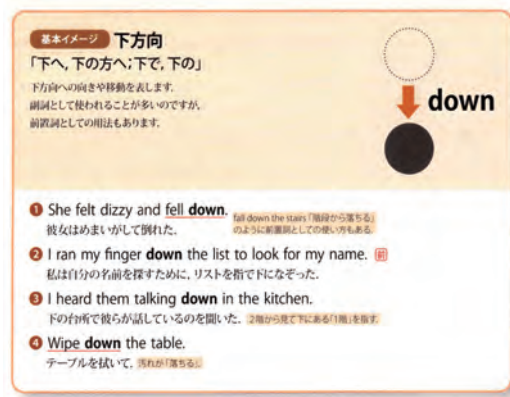 基本イメージ 下方向
「下へ, 下の方へ; 下で, 下の」
下方向への向きや移動を表します.
副詞として使われることが多いのですが,
前置詞としての用法もあります.
down
❶ She felt dizzy and fell down.
彼女はめまいがして倒れた.
fall down the stairs「階段から落ちる」
のように前置詞としての使い方もある.
❷ I ran my finger down the list to look for my name. 前
私は自分の名前を探すために, リストを指で下になぞった.
❸ I heard them talking down in the kitchen.
下の台所で彼らが話しているのを聞いた. 2階から見て下にある「1階」を指す.
❹ Wipe down the table.
テーブルを拭いて. 汚れが「落ちる」.